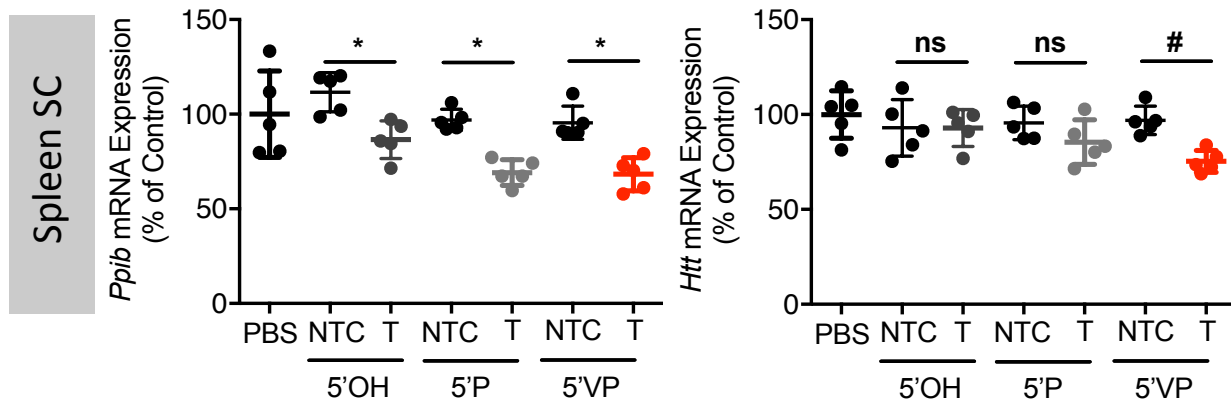 Spleen SC
Ppib mRNA Expression
(% of Control)
150
100
50
0
* * *
PBS NTC T NTC T NTC T
5'OH 5'P 5'VP
Htt mRNA Expression
(% of Control)
150
100
50
0
ns ns #
PBS NTC T NTC T NTC T
5'OH 5'P 5'VP